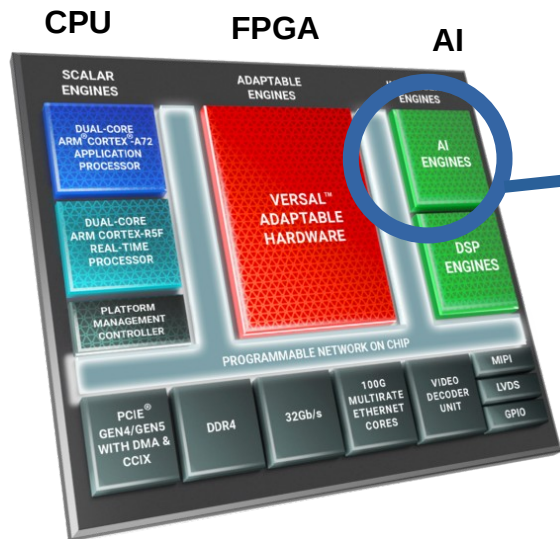 CPU
FPGA
AI
SCALAR
ENGINES
ADAPTABLE
ENGINES
ENGINES
DUAL-CORE
ARM® CORTEX®-A72
APPLICATION
PROCESSOR
DUAL-CORE
ARM CORTEX-R5F
REAL-TIME
PROCESSOR
PLATFORM
MANAGEMENT
CONTROLLER
VERSAL™
ADAPTABLE
HARDWARE
AI
ENGINES
DSP
ENGINES
PROGRAMMABLE NETWORK ON CHIP
PCIE®
GEN4/GEN5
WITH DMA &
CCIX
DDR4
32Gb/s
100G
MULTIRATE
ETHERNET
CORES
VIDEO
DECODER
UNIT
MIPI
LVDS
GPIO